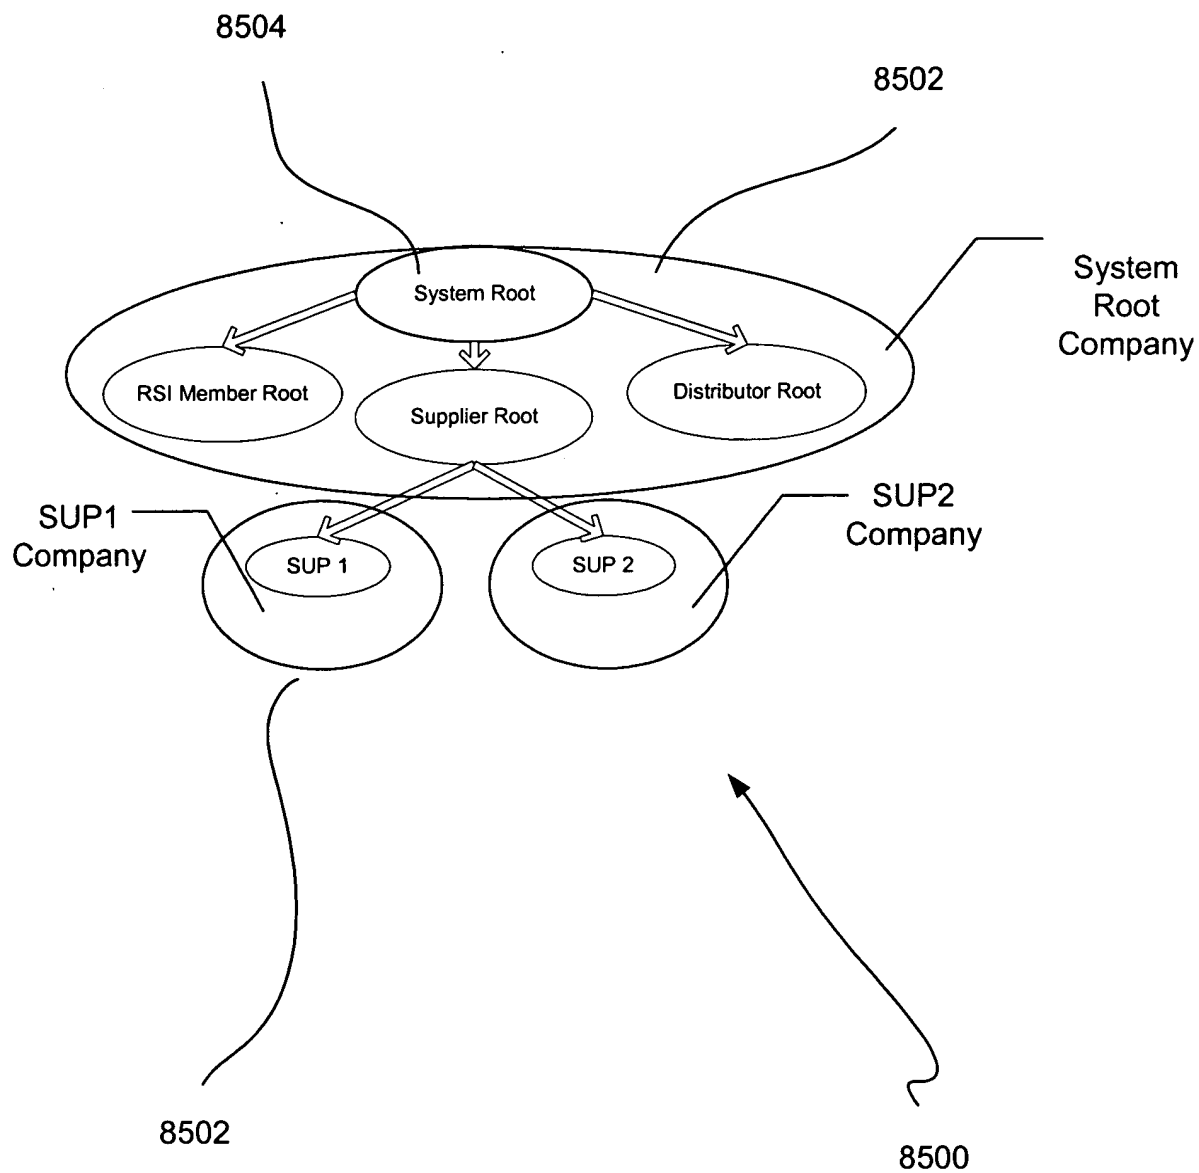 8504
8502
System Root
System
Root
Company
RSI Member Root
Supplier Root
Distributor Root
SUP1
Company
SUP2
Company
SUP 1
SUP 2
8502
8500